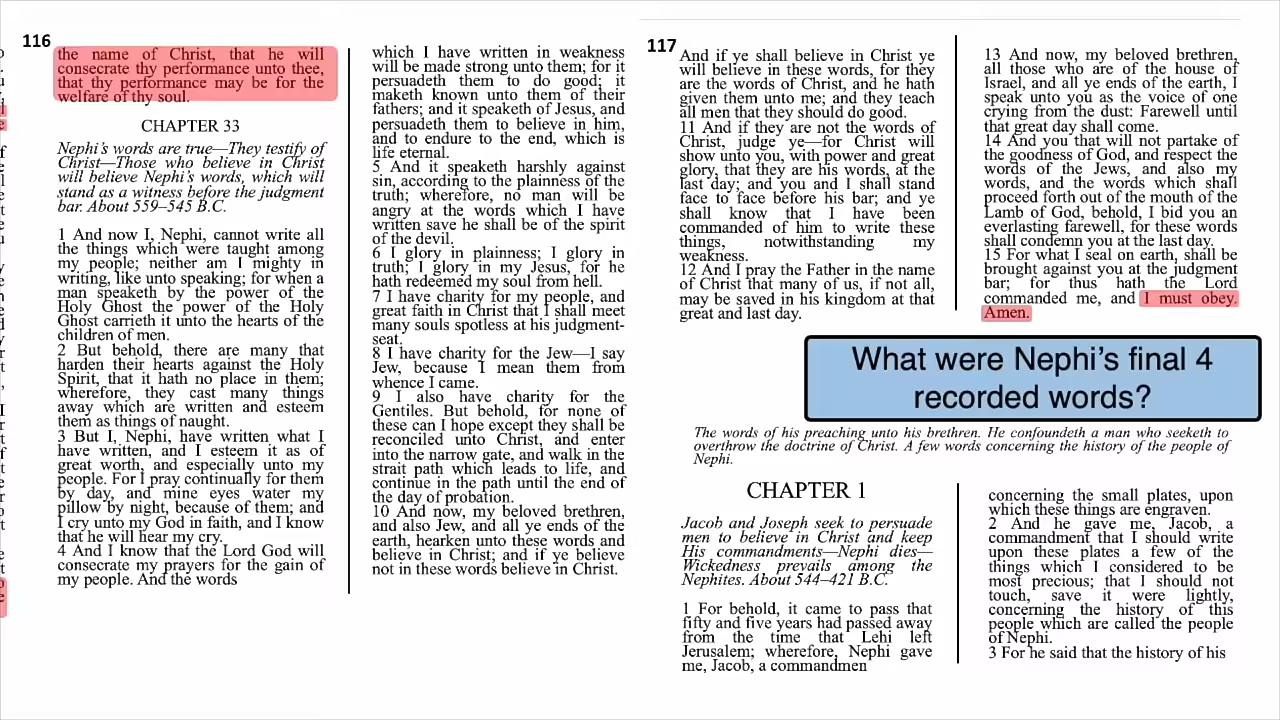 116
the name of Christ, that he will
consecrate thy performance unto thee,
that thy performance may be for the
welfare of thy soul.
CHAPTER 33
Nephi's words are true—They testify of
Christ—Those who believe in Christ
will believe Nephi's words, which will
stand as a witness before the judgment
bar. About 559–545 B.C.
1 And now I, Nephi, cannot write all
the things which were taught among
my people; neither am I mighty in
writing, like unto speaking; for when a
man speaketh by the power of the
Holy Ghost the power of the Holy
Ghost carrieth it unto the hearts of the
children of men.
2 But behold, there are many that
harden their hearts against the Holy
Spirit, that it hath no place in them;
wherefore, they cast many things
away which are written and esteem
them as things of naught.
3 But I, Nephi, have written what I
have written, and I esteem it as of
great worth, and especially unto my
people. For I pray continually for them
by day, and mine eyes water my
pillow by night, because of them; and
I cry unto my God in faith, and I know
that he will hear my cry.
4 And I know that the Lord God will
consecrate my prayers for the gain of
my people. And the words
which I have written in weakness
will be made strong unto them; for it
persuadeth them to do good; it
maketh known unto them of their
fathers; and it speaketh of Jesus, and
persuadeth them to believe in him,
and to endure to the end, which is
life eternal.
5 And it speaketh harshly against
sin, according to the plainness of the
truth; wherefore, no man will be
angry at the words which I have
written save he shall be of the spirit
of the devil.
6 I glory in plainness; I glory in
truth; I glory in my Jesus, for he
hath redeemed my soul from hell.
7 I have charity for my people, and
great faith in Christ that I shall meet
many souls spotless at his judgment-
seat.
8 I have charity for the Jew—I say
Jew, because I mean them from
whence I came.
9 I also have charity for the
Gentiles. But behold, for none of
these can I hope except they shall be
reconciled unto Christ, and enter
into the narrow gate, and walk in the
strait path which leads to life, and
continue in the path until the end of
the day of probation.
10 And now, my beloved brethren,
and also Jew, and all ye ends of the
earth, hearken unto these words and
believe in Christ; and if ye believe
not in these words believe in Christ.
117
And if ye shall believe in Christ ye
will believe in these words, for they
are the words of Christ, and he hath
given them unto me; and they teach
all men that they should do good.
11 And if they are not the words of
Christ, judge ye—for Christ will
show unto you, with power and great
glory, that they are his words, at the
last day; and you and I shall stand
face to face before his bar; and ye
shall know that I have been
commanded of him to write these
things, notwithstanding my
weakness.
12 And I pray the Father in the name
of Christ that many of us, if not all,
may be saved in his kingdom at that
great and last day.
13 And now, my beloved brethren,
all those who are of the house of
Israel, and all ye ends of the earth, I
speak unto you as the voice of one
crying from the dust: Farewell until
that great day shall come.
14 And you that will not partake of
the goodness of God, and respect the
words of the Jews, and also my
words, and the words which shall
proceed forth out of the mouth of the
Lamb of God, behold, I bid you an
everlasting farewell, for these words
shall condemn you at the last day.
15 For what I seal on earth, shall be
brought against you at the judgment
bar; for thus hath the Lord
commanded me, and I must obey.
Amen.
What were Nephi's final 4
recorded words?
The words of his preaching unto his brethren. He confoundeth a man who seeketh to
overthrow the doctrine of Christ. A few words concerning the history of the people of
Nephi.
CHAPTER 1
Jacob and Joseph seek to persuade
men to believe in Christ and keep
His commandments—Nephi dies—
Wickedness prevails among the
Nephites. About 544–421 B.C.
1 For behold, it came to pass that
fifty and five years had passed away
from the time that Lehi left
Jerusalem; wherefore, Nephi gave
me, Jacob, a commandmen
concerning the small plates, upon
which these things are engraven.
2 And he gave me, Jacob, a
commandment that I should write
upon these plates a few of the
things which I considered to be
most precious; that I should not
touch, save it were lightly,
concerning the history of this
people which are called the people
of Nephi.
3 For he said that the history of his